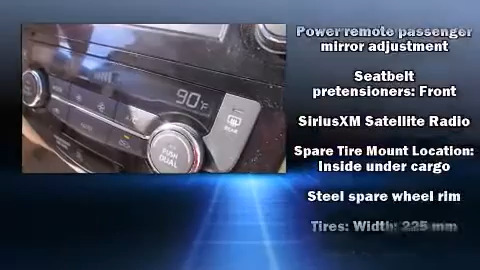 Power remote passenger
mirror adjustment
Seatbelt
pretensioners: Front
SiriusXM Satellite Radio
Spare Tire Mount Location:
Inside under cargo
Steel spare wheel rim
Tires: Width: 225 mm
90°F
REAR
PUSH
DUAL